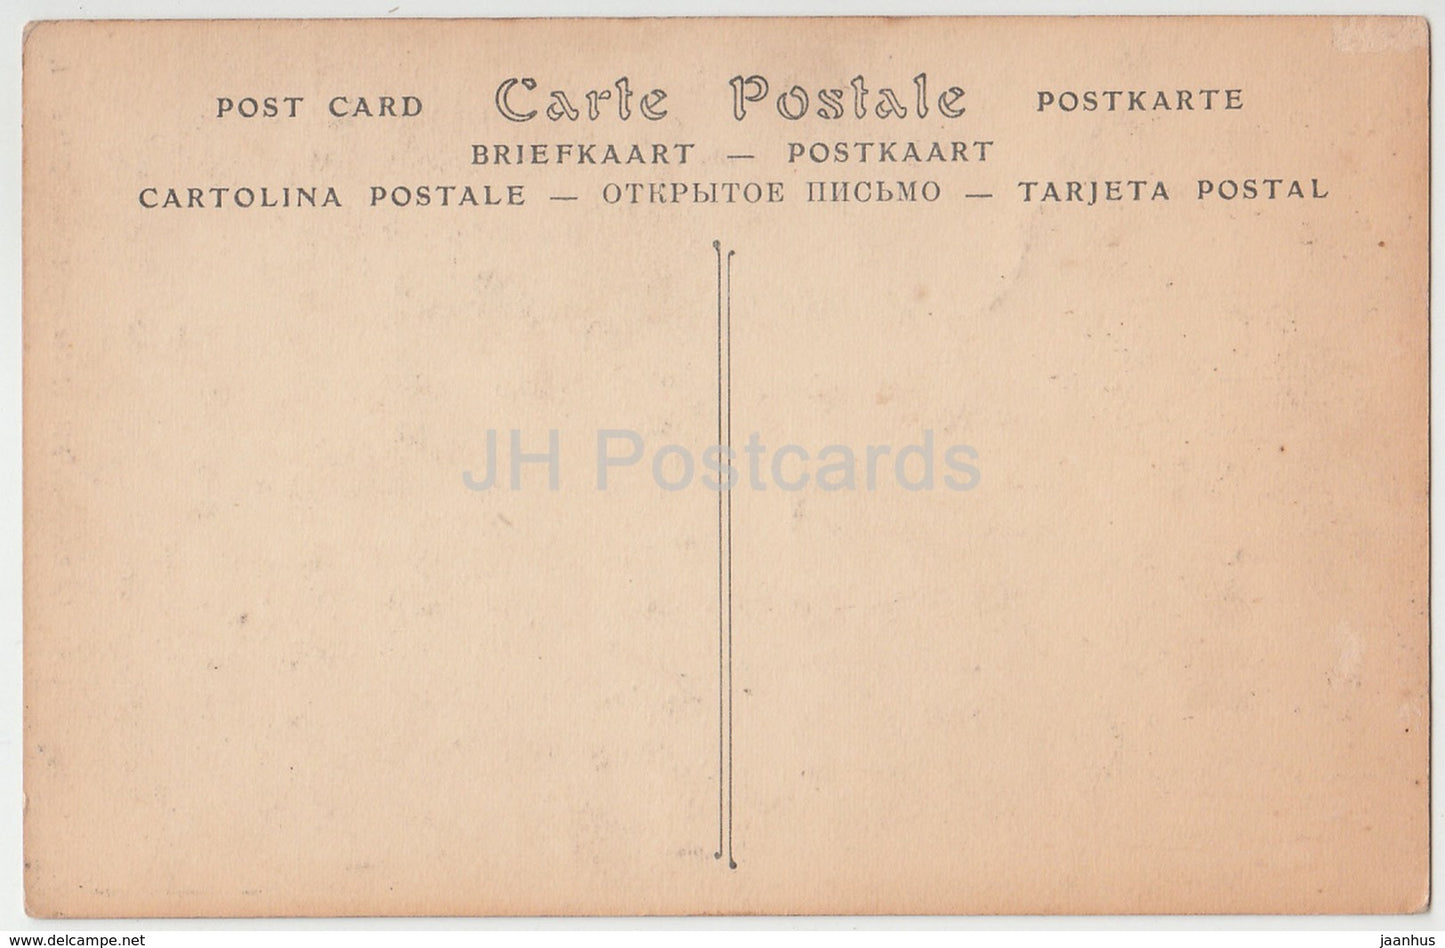 POST CARD Carte Postale POSTKARTE
BRIEFKAART — POSTKAART
CARTOLINA POSTALE — ОТКРЫТОЕ ПИСЬМО — TARJETA POSTAL
JH Postcards
www.delcampe.net
jaanhus